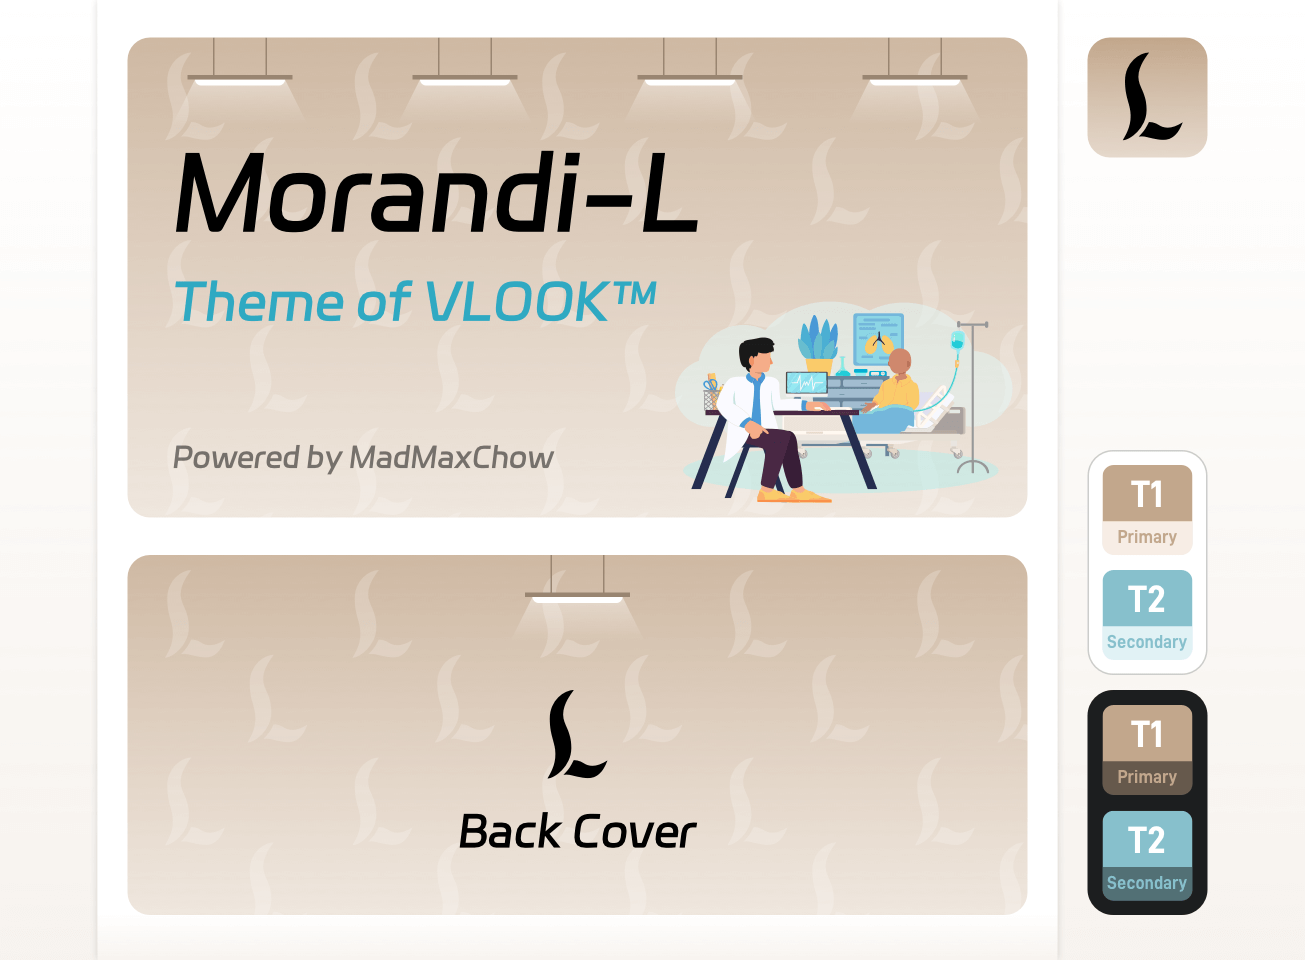 Morandi-L
Theme of VLOOK™
Powered by MadMaxChow
L
T1
Primary
T2
Secondary
L
Back Cover
T1
Primary
T2
Secondary